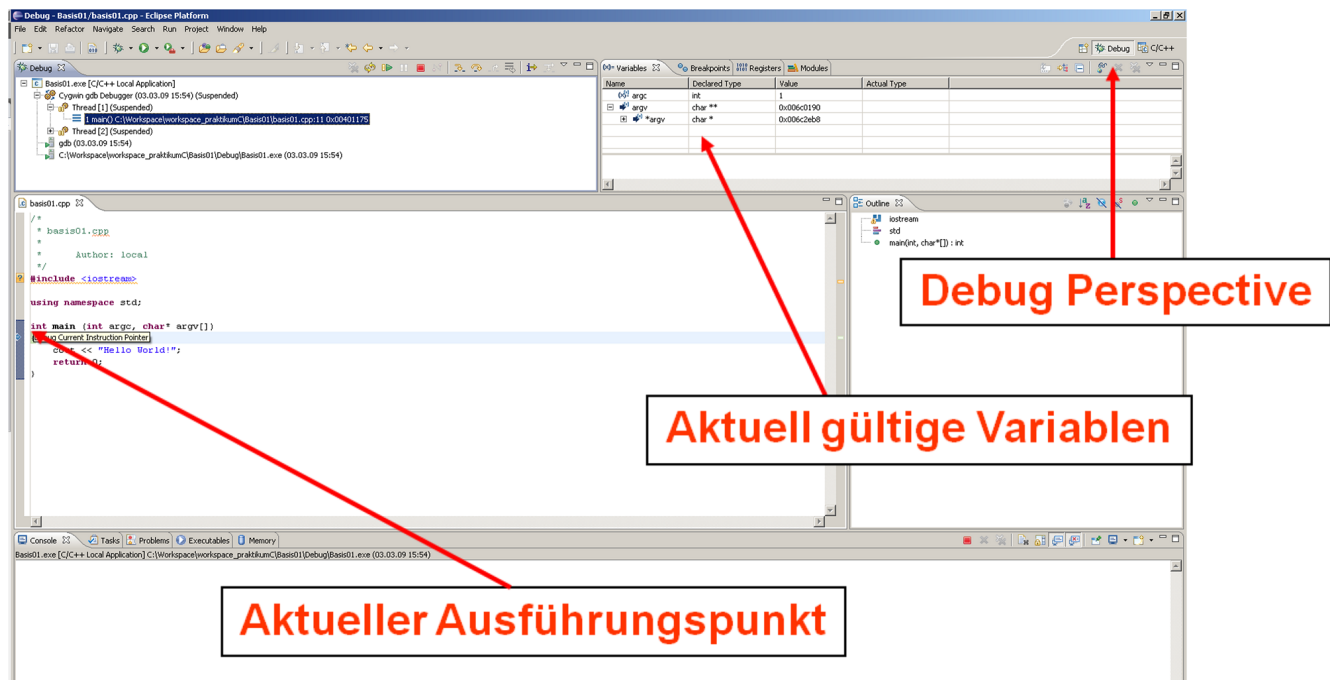 Debug - Basis01/basis01.cpp - Eclipse Platform
File Edit Refactor Navigate Search Run Project Window Help
Debug C/C++
Debug
Basis01.exe [C/C++ Local Application]
Cygwin gdb Debugger (03.03.09 15:54) (Suspended)
Thread [1] (Suspended)
1 main() C:\Workspace\workspace_praktikumC\Basis01\basis01.cpp:11 0x00401175
Thread [2] (Suspended)
gdb (03.03.09 15:54)
C:\Workspace\workspace_praktikumC\Basis01\Debug\Basis01.exe (03.03.09 15:54)
Variables Breakpoints Registers Modules
Name Declared Type Value Actual Type
argc int 1
argv char ** 0x006c0190
*argv char * 0x006c2eb8
basis01.cpp
/*
* basis01.cpp
*
* Author: local
*/
#include <iostream>
using namespace std;
int main (int argc, char* argv[])
Debug Current Instruction Pointer
cout << "Hello World!";
return 0;
}
Outline
iostream
std
main(int, char*[]) : int
Debug Perspective
Aktuell gültige Variablen
Console Tasks Problems Executables Memory
Basis01.exe [C/C++ Local Application] C:\Workspace\workspace_praktikumC\Basis01\Debug\Basis01.exe (03.03.09 15:54)
Aktueller Ausführungspunkt